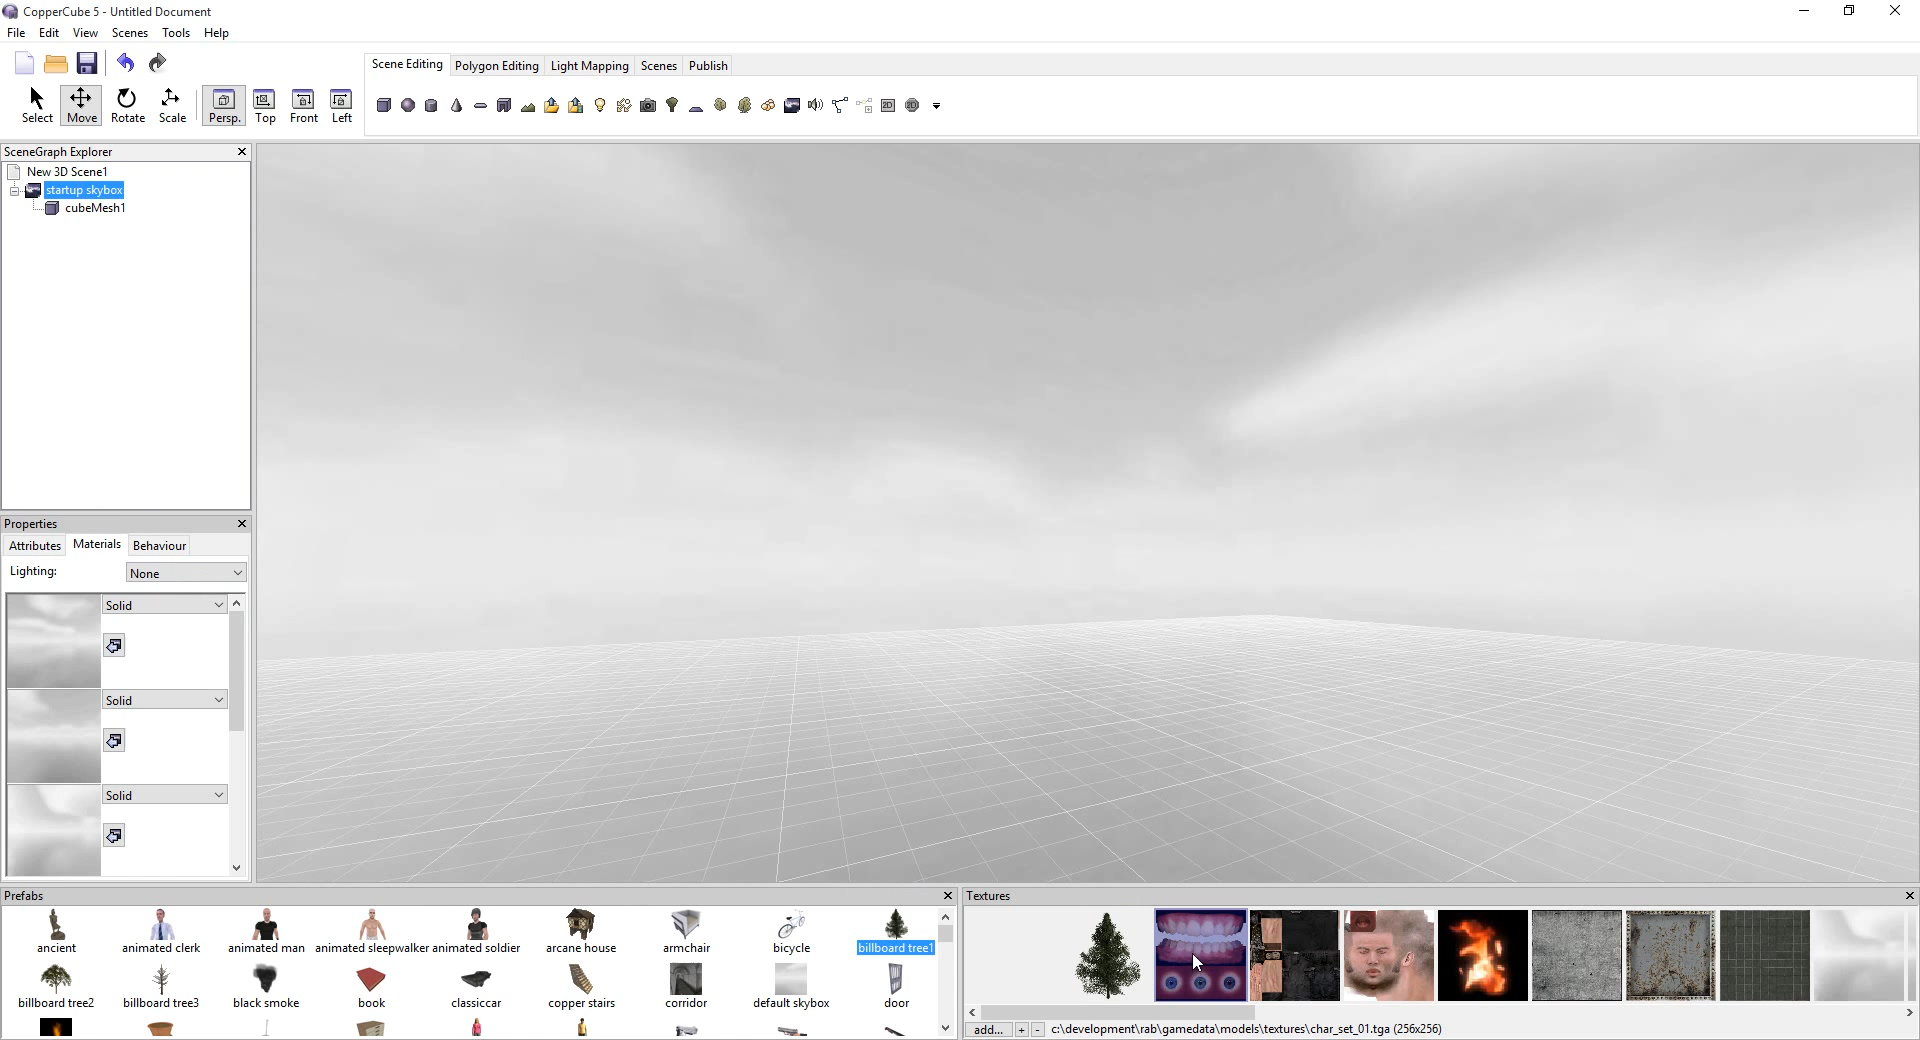 CopperCube 5 - Untitled Document
File Edit View Scenes Tools Help
Scene Editing Polygon Editing Light Mapping Scenes Publish
Select Move Rotate Scale Persp. Top Front Left
2D 2D
SceneGraph Explorer
New 3D Scene1
startup skybox
cubeMesh1
Properties
Attributes Materials Behaviour
Lighting: None
Solid
Solid
Solid
Prefabs
ancient animated clerk animated man animated sleepwalker animated soldier arcane house armchair bicycle billboard tree1
billboard tree2 billboard tree3 black smoke book classiccar copper stairs corridor default skybox door
Textures
add... + - c:\development\rab\gamedata\models\textures\char_set_01.tga (256x256)